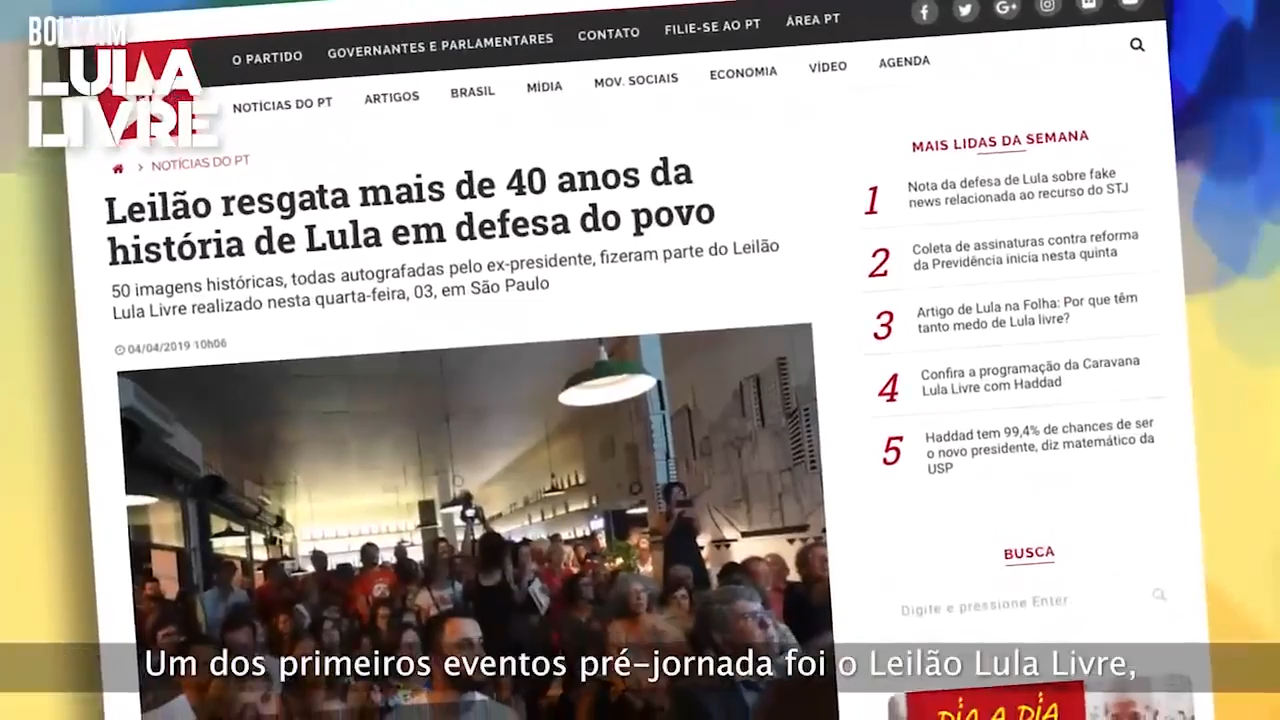 BOLETIM
LULA
LIVRE
O PARTIDO GOVERNANTES E PARLAMENTARES CONTATO FILIE-SE AO PT ÁREA PT
NOTÍCIAS DO PT ARTIGOS BRASIL MÍDIA MOV. SOCIAIS ECONOMIA VÍDEO AGENDA
NOTÍCIAS DO PT
Leilão resgata mais de 40 anos da
história de Lula em defesa do povo
50 imagens históricas, todas autografadas pelo ex-presidente, fizeram parte do Leilão
Lula Livre realizado nesta quarta-feira, 03, em São Paulo
04/04/2019 10h06
MAIS LIDAS DA SEMANA
1 Nota da defesa de Lula sobre fake
news relacionada ao recurso do STJ
2 Coleta de assinaturas contra reforma
da Previdência inicia nesta quinta
3 Artigo de Lula na Folha: Por que têm
tanto medo de Lula livre?
4 Confira a programação da Caravana
Lula Livre com Haddad
5 Haddad tem 99,4% de chances de ser
o novo presidente, diz matemático da
USP
BUSCA
Digite e pressione Enter
Um dos primeiros eventos pré-jornada foi o Leilão Lula Livre,
DIA A DIA